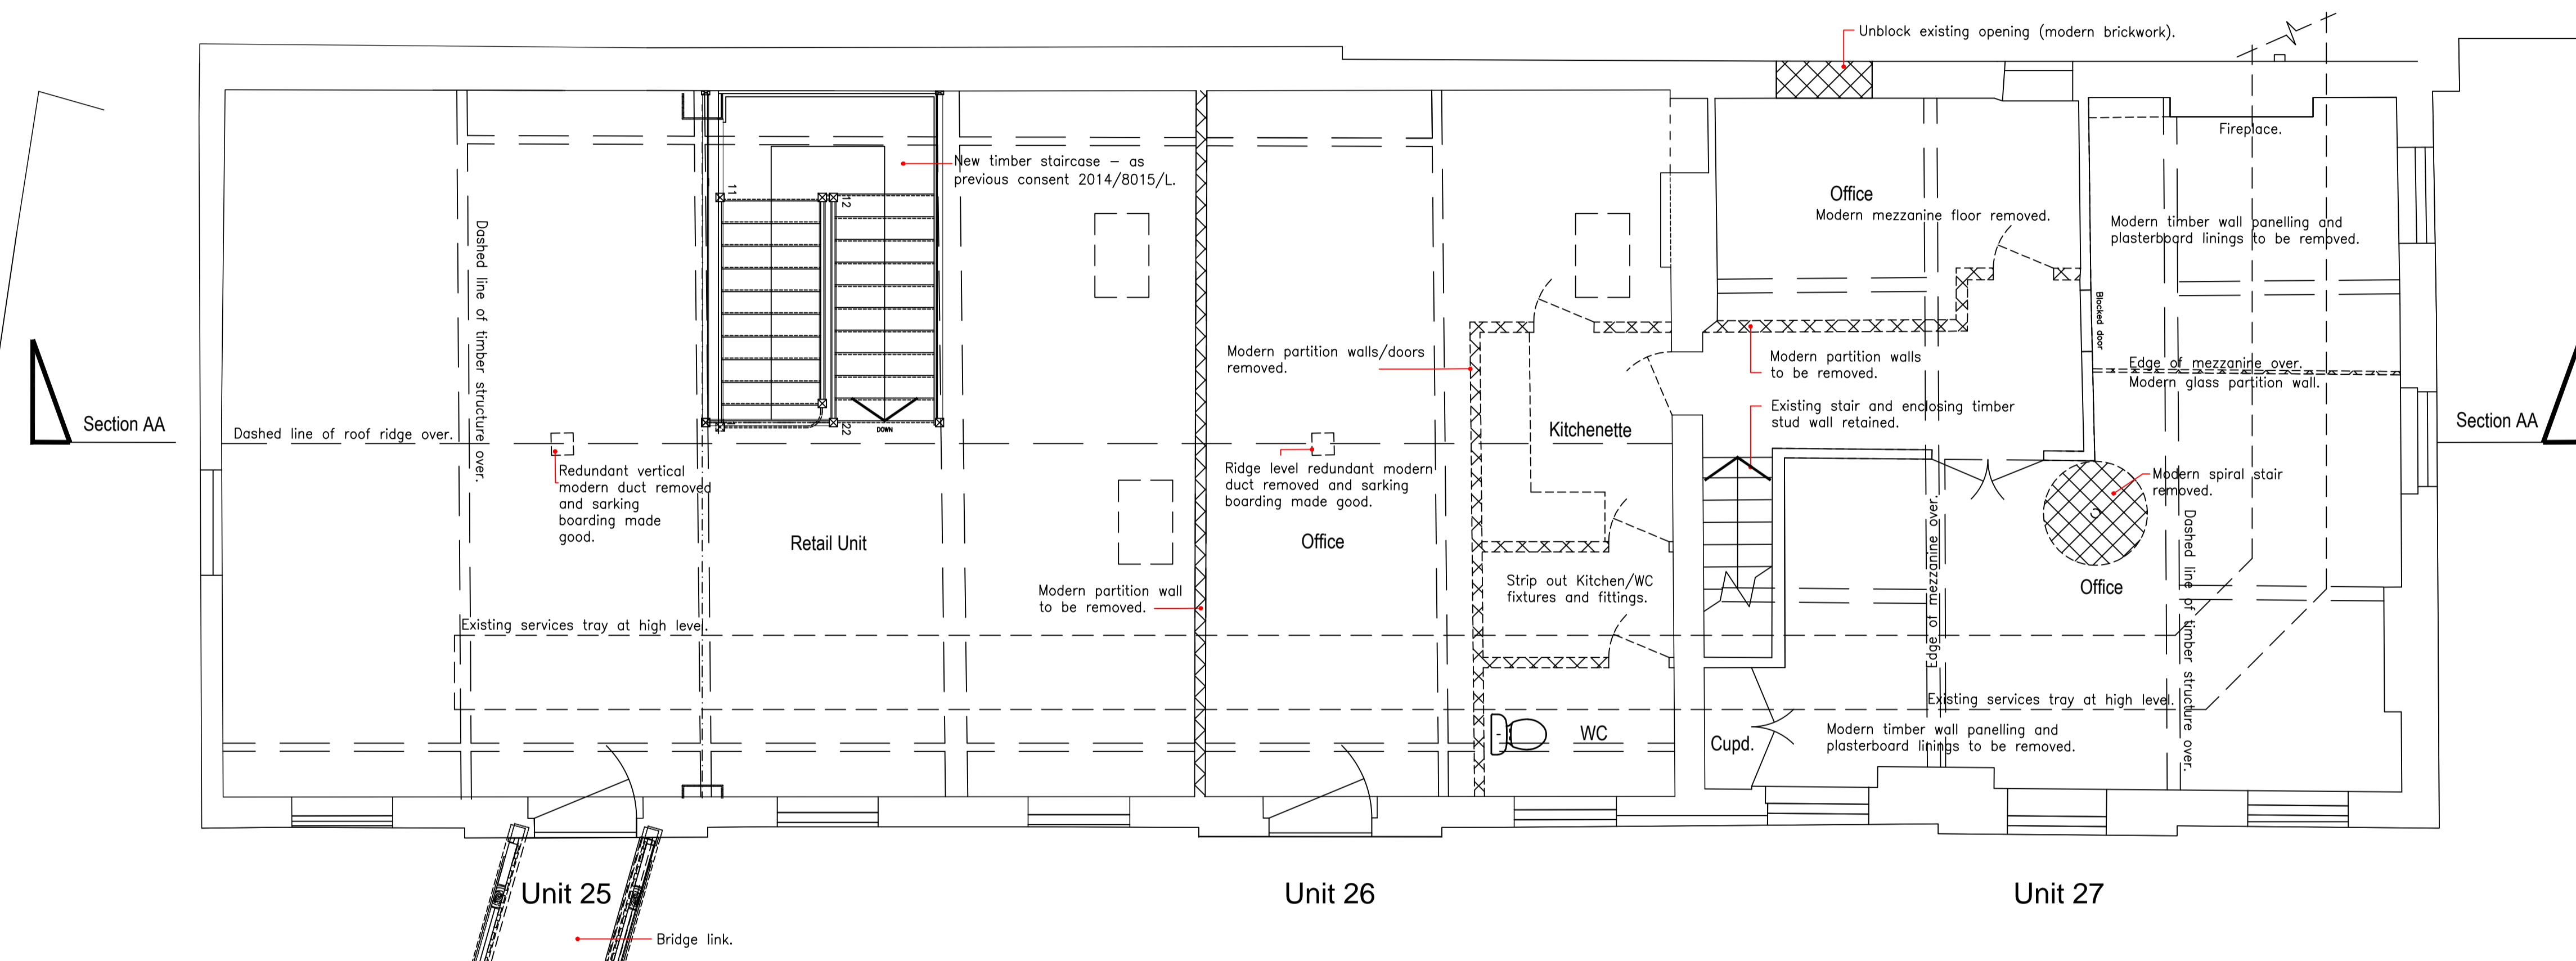 Unblock existing opening (modern brickwork).
Fireplace.
New timber staircase – as
previous consent 2014/8015/L.
11
12
22
DOWN
Office
Modern mezzanine floor removed.
Modern timber wall panelling and
plasterboard linings to be removed.
Dashed line of timber structure over.
Blocked door
Modern partition walls/doors
removed.
Modern partition walls
to be removed.
Edge of mezzanine over.
Modern glass partition wall.
Existing stair and enclosing timber
stud wall retained.
Section AA
Dashed line of roof ridge over.
Kitchenette
Section AA
Redundant vertical
modern duct removed
and sarking
boarding made
good.
Ridge level redundant modern
duct removed and sarking
boarding made good.
Modern spiral stair
removed.
Retail Unit
Office
Edge of mezzanine over.
Dashed line of timber structure over.
Modern partition wall
to be removed.
Strip out Kitchen/WC
fixtures and fittings.
Office
Existing services tray at high level.
Existing services tray at high level.
WC
Cupd.
Modern timber wall panelling and
plasterboard linings to be removed.
Unit 25
Unit 26
Unit 27
Bridge link.